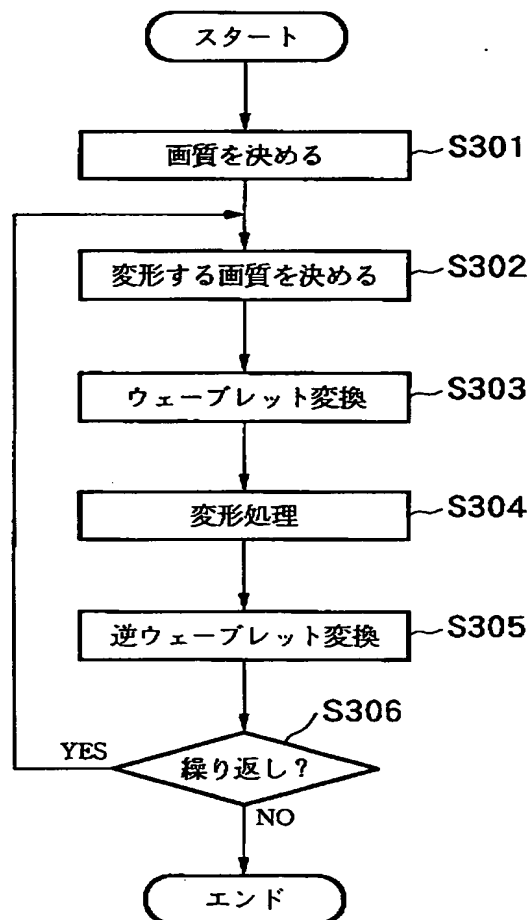 スタート
画質を決める
S301
変形する画質を決める
S302
ウェーブレット変換
S303
変形処理
S304
逆ウェーブレット変換
S305
S306
YES
繰り返し?
NO
エンド